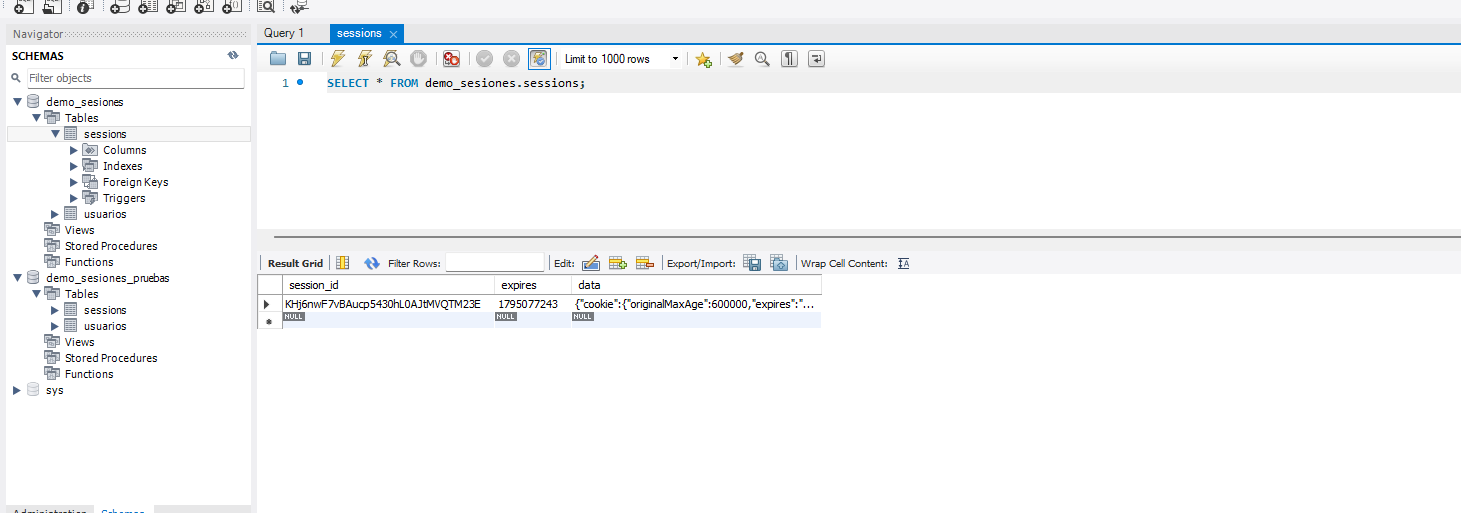 Navigator
SCHEMAS
Filter objects
demo_sesiones
Tables
sessions
Columns
Indexes
Foreign Keys
Triggers
usuarios
Views
Stored Procedures
Functions
demo_sesiones_pruebas
Tables
sessions
usuarios
Views
Stored Procedures
Functions
sys
Administration Schemas
Query 1 sessions
Limit to 1000 rows
1 SELECT * FROM demo_sesiones.sessions;
Result Grid Filter Rows: Edit: Export/Import: Wrap Cell Content:
session_id expires data
KHj6nwF7vBAucp5430hL0AJtMVQTM23E 1795077243 {"cookie":{"originalMaxAge":600000,"expires":"...
NULL NULL NULL